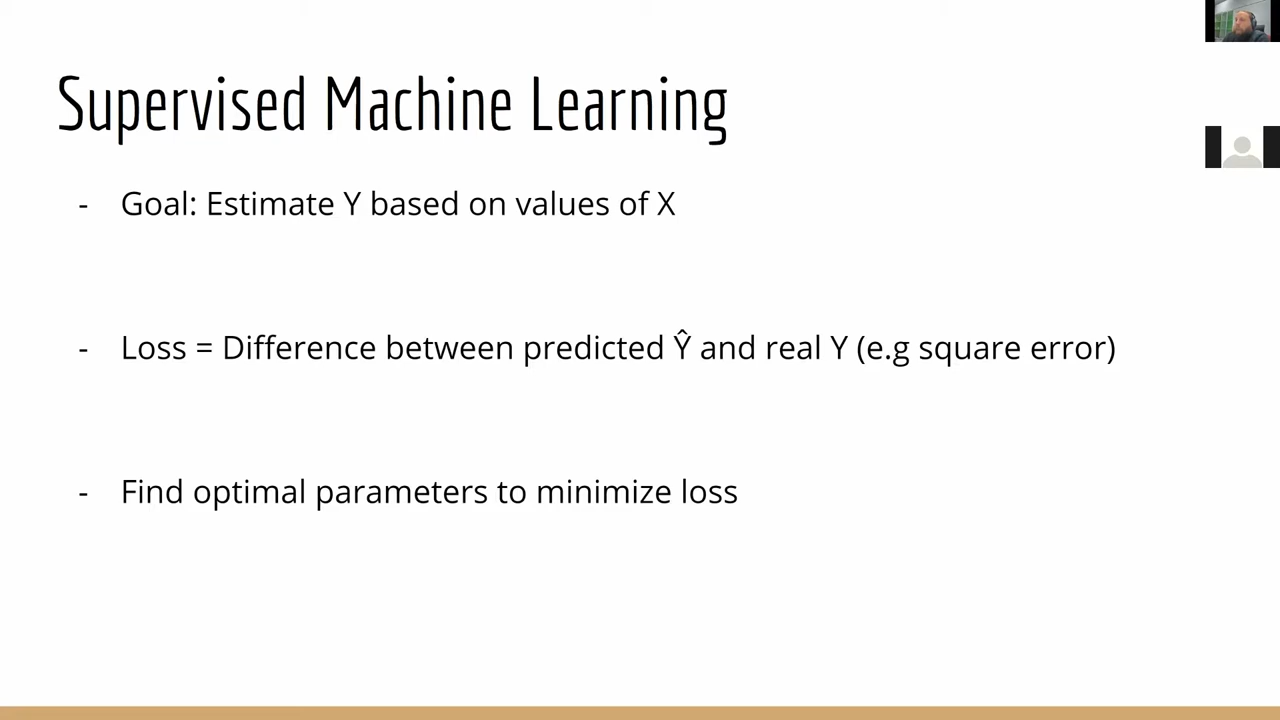 Supervised Machine Learning
- Goal: Estimate Y based on values of X
- Loss = Difference between predicted Ŷ and real Y (e.g square error)
- Find optimal parameters to minimize loss